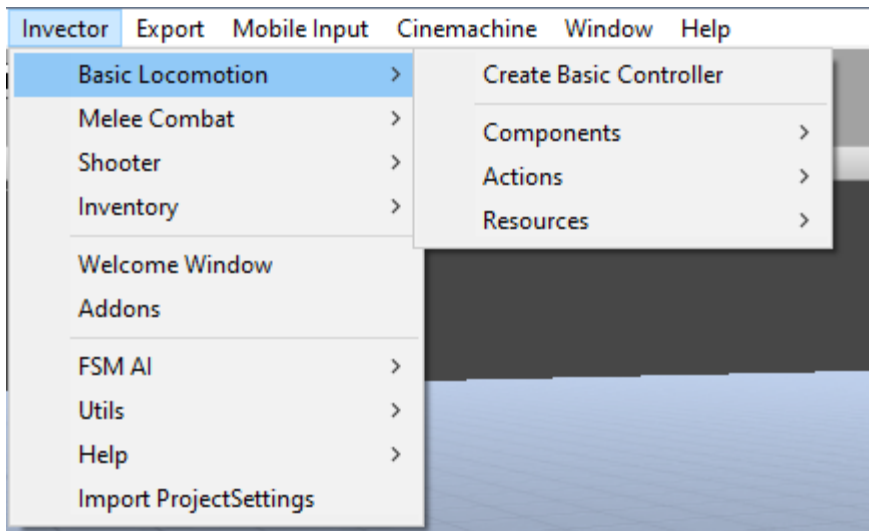 Invector Export Mobile Input Cinemachine Window Help
Basic Locomotion
Melee Combat
Shooter
Inventory
Welcome Window
Addons
FSM AI
Utils
Help
Import ProjectSettings
Create Basic Controller
Components
Actions
Resources